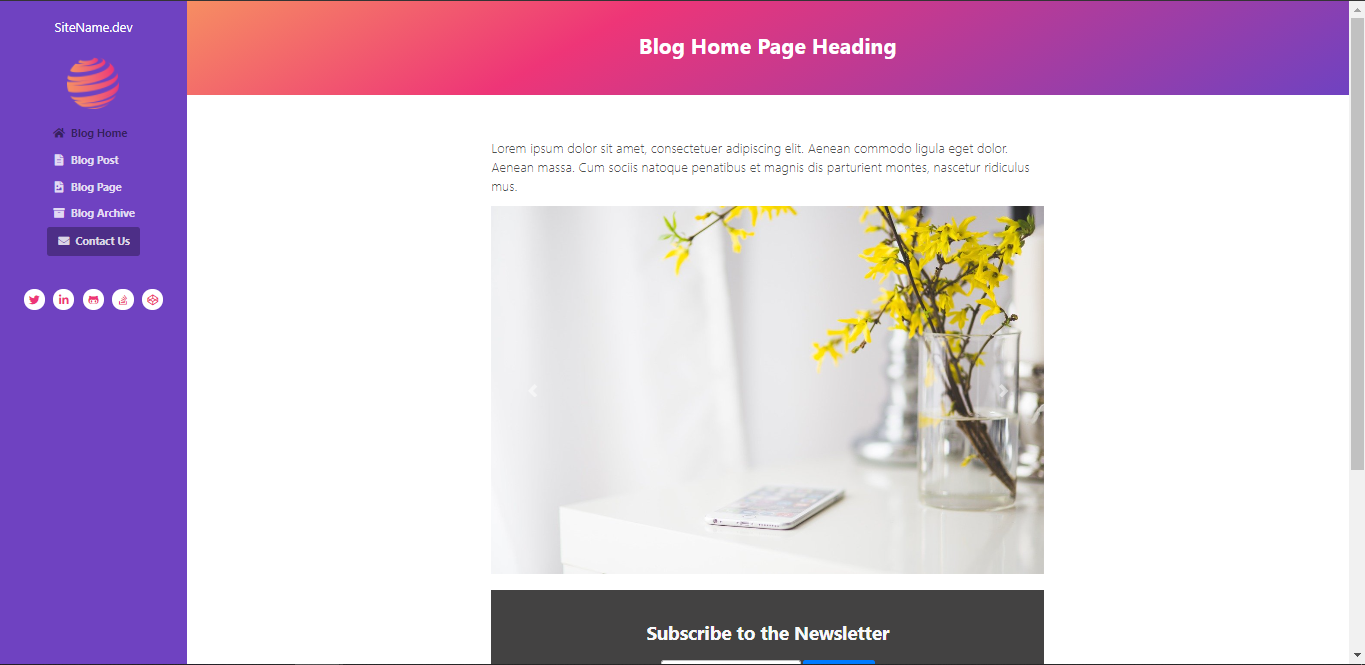 SiteName.dev
Blog Home
Blog Post
Blog Page
Blog Archive
Contact Us
Blog Home Page Heading
Lorem ipsum dolor sit amet, consectetuer adipiscing elit. Aenean commodo ligula eget dolor.
Aenean massa. Cum sociis natoque penatibus et magnis dis parturient montes, nascetur ridiculus
mus.
Subscribe to the Newsletter